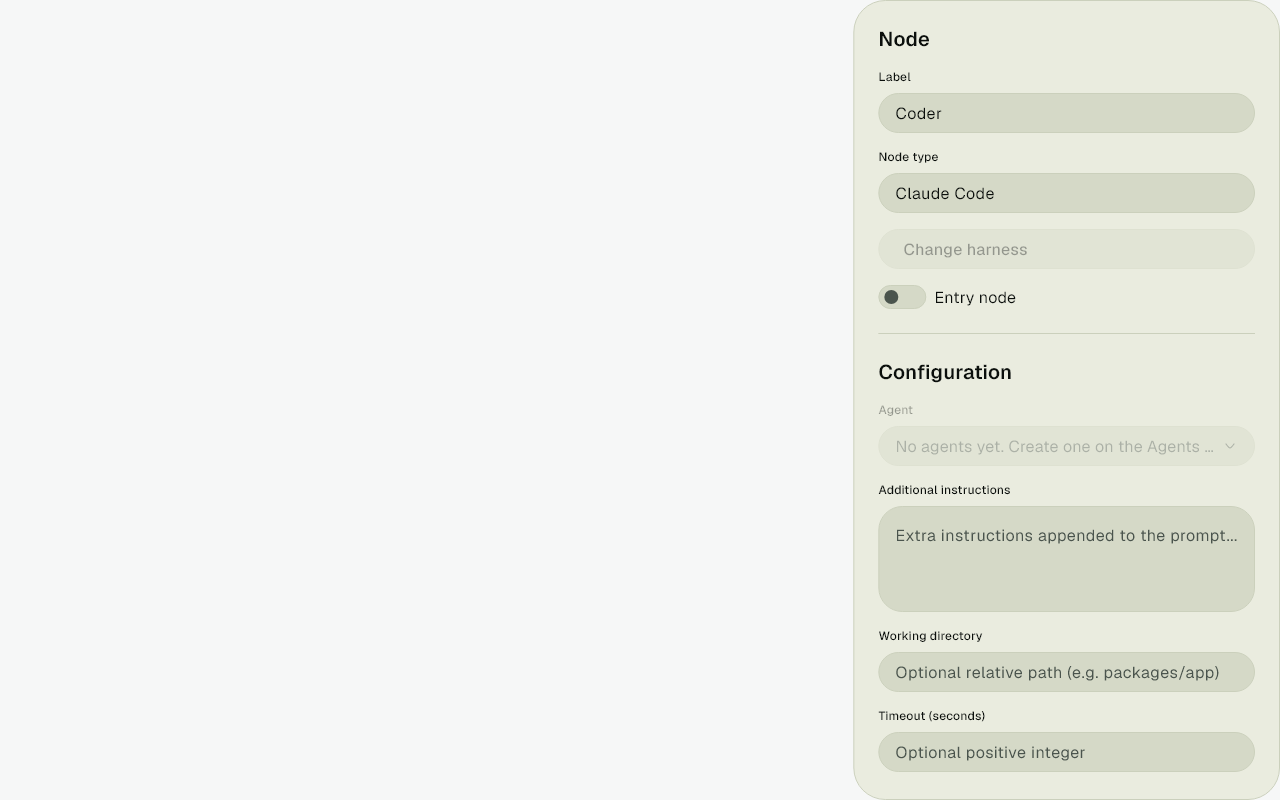 Node
Label
Coder
Node type
Claude Code
Change harness
Entry node
Configuration
Agent
No agents yet. Create one on the Agents ...
Additional instructions
Extra instructions appended to the prompt...
Working directory
Optional relative path (e.g. packages/app)
Timeout (seconds)
Optional positive integer